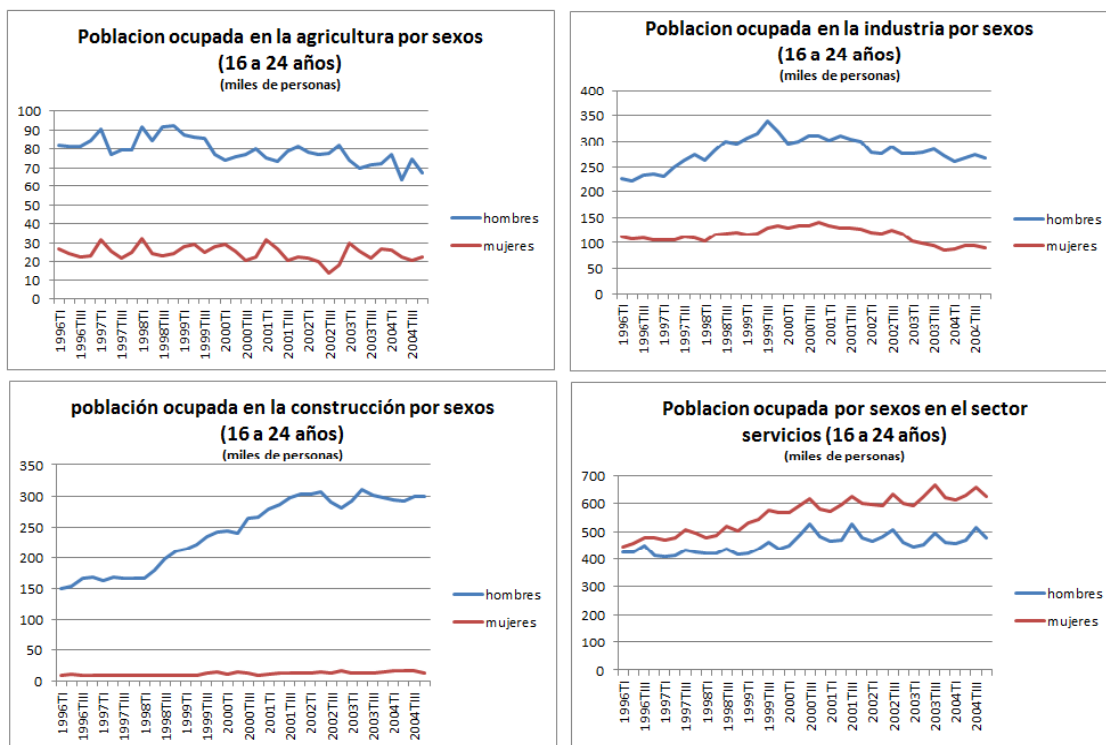 Poblacion ocupada en la agricultura por sexos
(16 a 24 años)
(miles de personas)
100
90
80
70
60
50
40
30
20
10
0
hombres
mujeres
1996TI
1996TIII
1997TI
1997TIII
1998TI
1998TIII
1999TI
1999TIII
2000TI
2000TIII
2001TI
2001TIII
2002TI
2002TIII
2003TI
2003TIII
2004TI
2004TIII
Poblacion ocupada en la industria por sexos
(16 a 24 años)
(miles de personas)
400
350
300
250
200
150
100
50
0
hombres
mujeres
1996TI
1996TIII
1997TI
1997TIII
1998TI
1998TIII
1999TI
1999TIII
2000TI
2000TIII
2001TI
2001TIII
2002TI
2002TIII
2003TI
2003TIII
2004TI
2004TIII
población ocupada en la construcción por sexos
(16 a 24 años)
(miles de personas)
350
300
250
200
150
100
50
0
hombres
mujeres
1996TI
1996TIII
1997TI
1997TIII
1998TI
1998TIII
1999TI
1999TIII
2000TI
2000TIII
2001TI
2001TIII
2002TI
2002TIII
2003TI
2003TIII
2004TI
2004TIII
Poblacion ocupada por sexos en el sector
servicios (16 a 24 años)
(miles de personas)
700
600
500
400
300
200
100
0
hombres
mujeres
1996TI
1996TIII
1997TI
1997TIII
1998TI
1998TIII
1999TI
1999TIII
2000TI
2000TIII
2001TI
2001TIII
2002TI
2002TIII
2003TI
2003TIII
2004TI
2004TIII